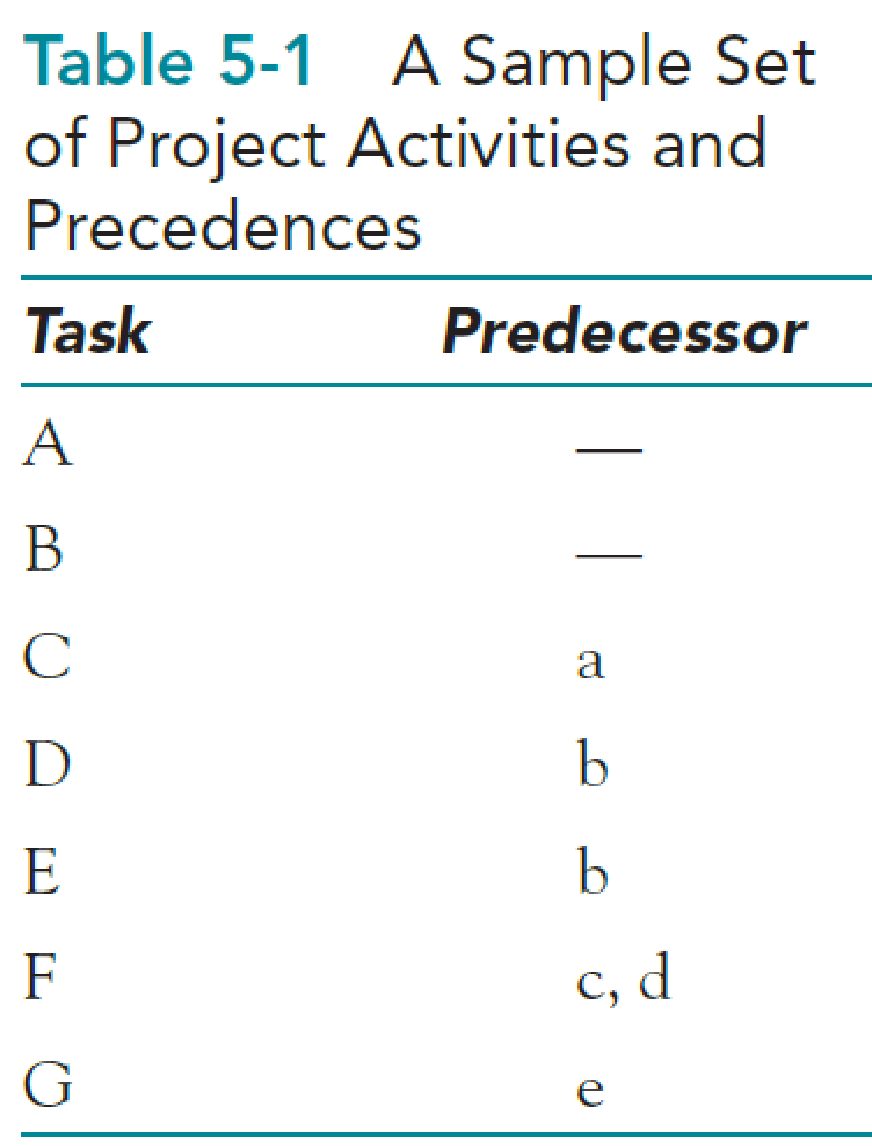 Table 5-1 A Sample Set
of Project Activities and
Precedences
Task Predecessor
A —
B —
C a
D b
E b
F c, d
G e